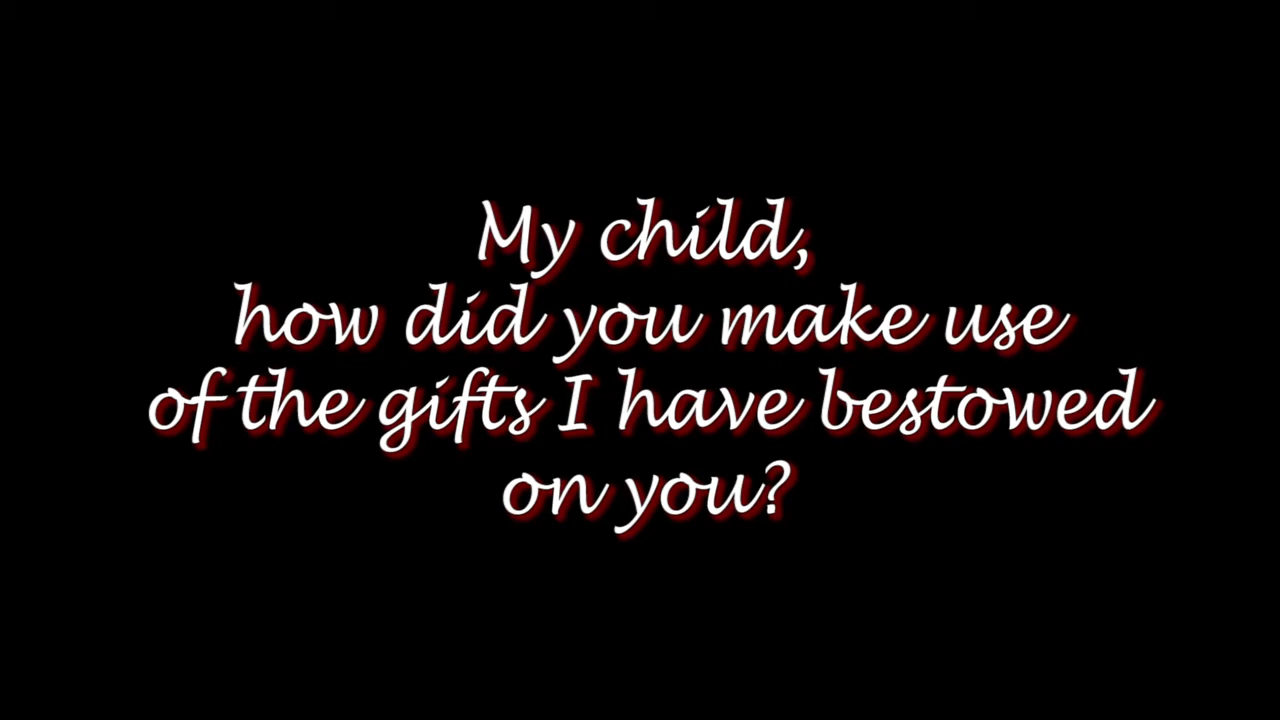 My child,
how did you make use
of the gifts I have bestowed
on you?